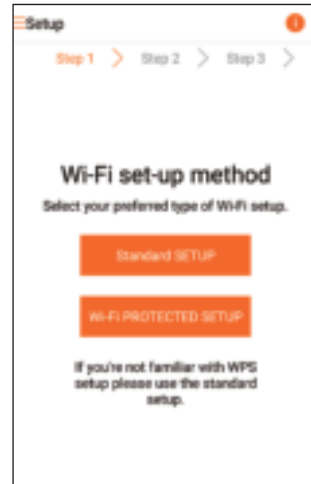 Setup
Step 1 > Step 2 > Step 3 >
Wi-Fi set-up method
Select your preferred type of Wi-Fi setup.
Standard SETUP
Wi-Fi PROTECTED SETUP
If you're not familiar with WPS
setup please use the standard
setup.